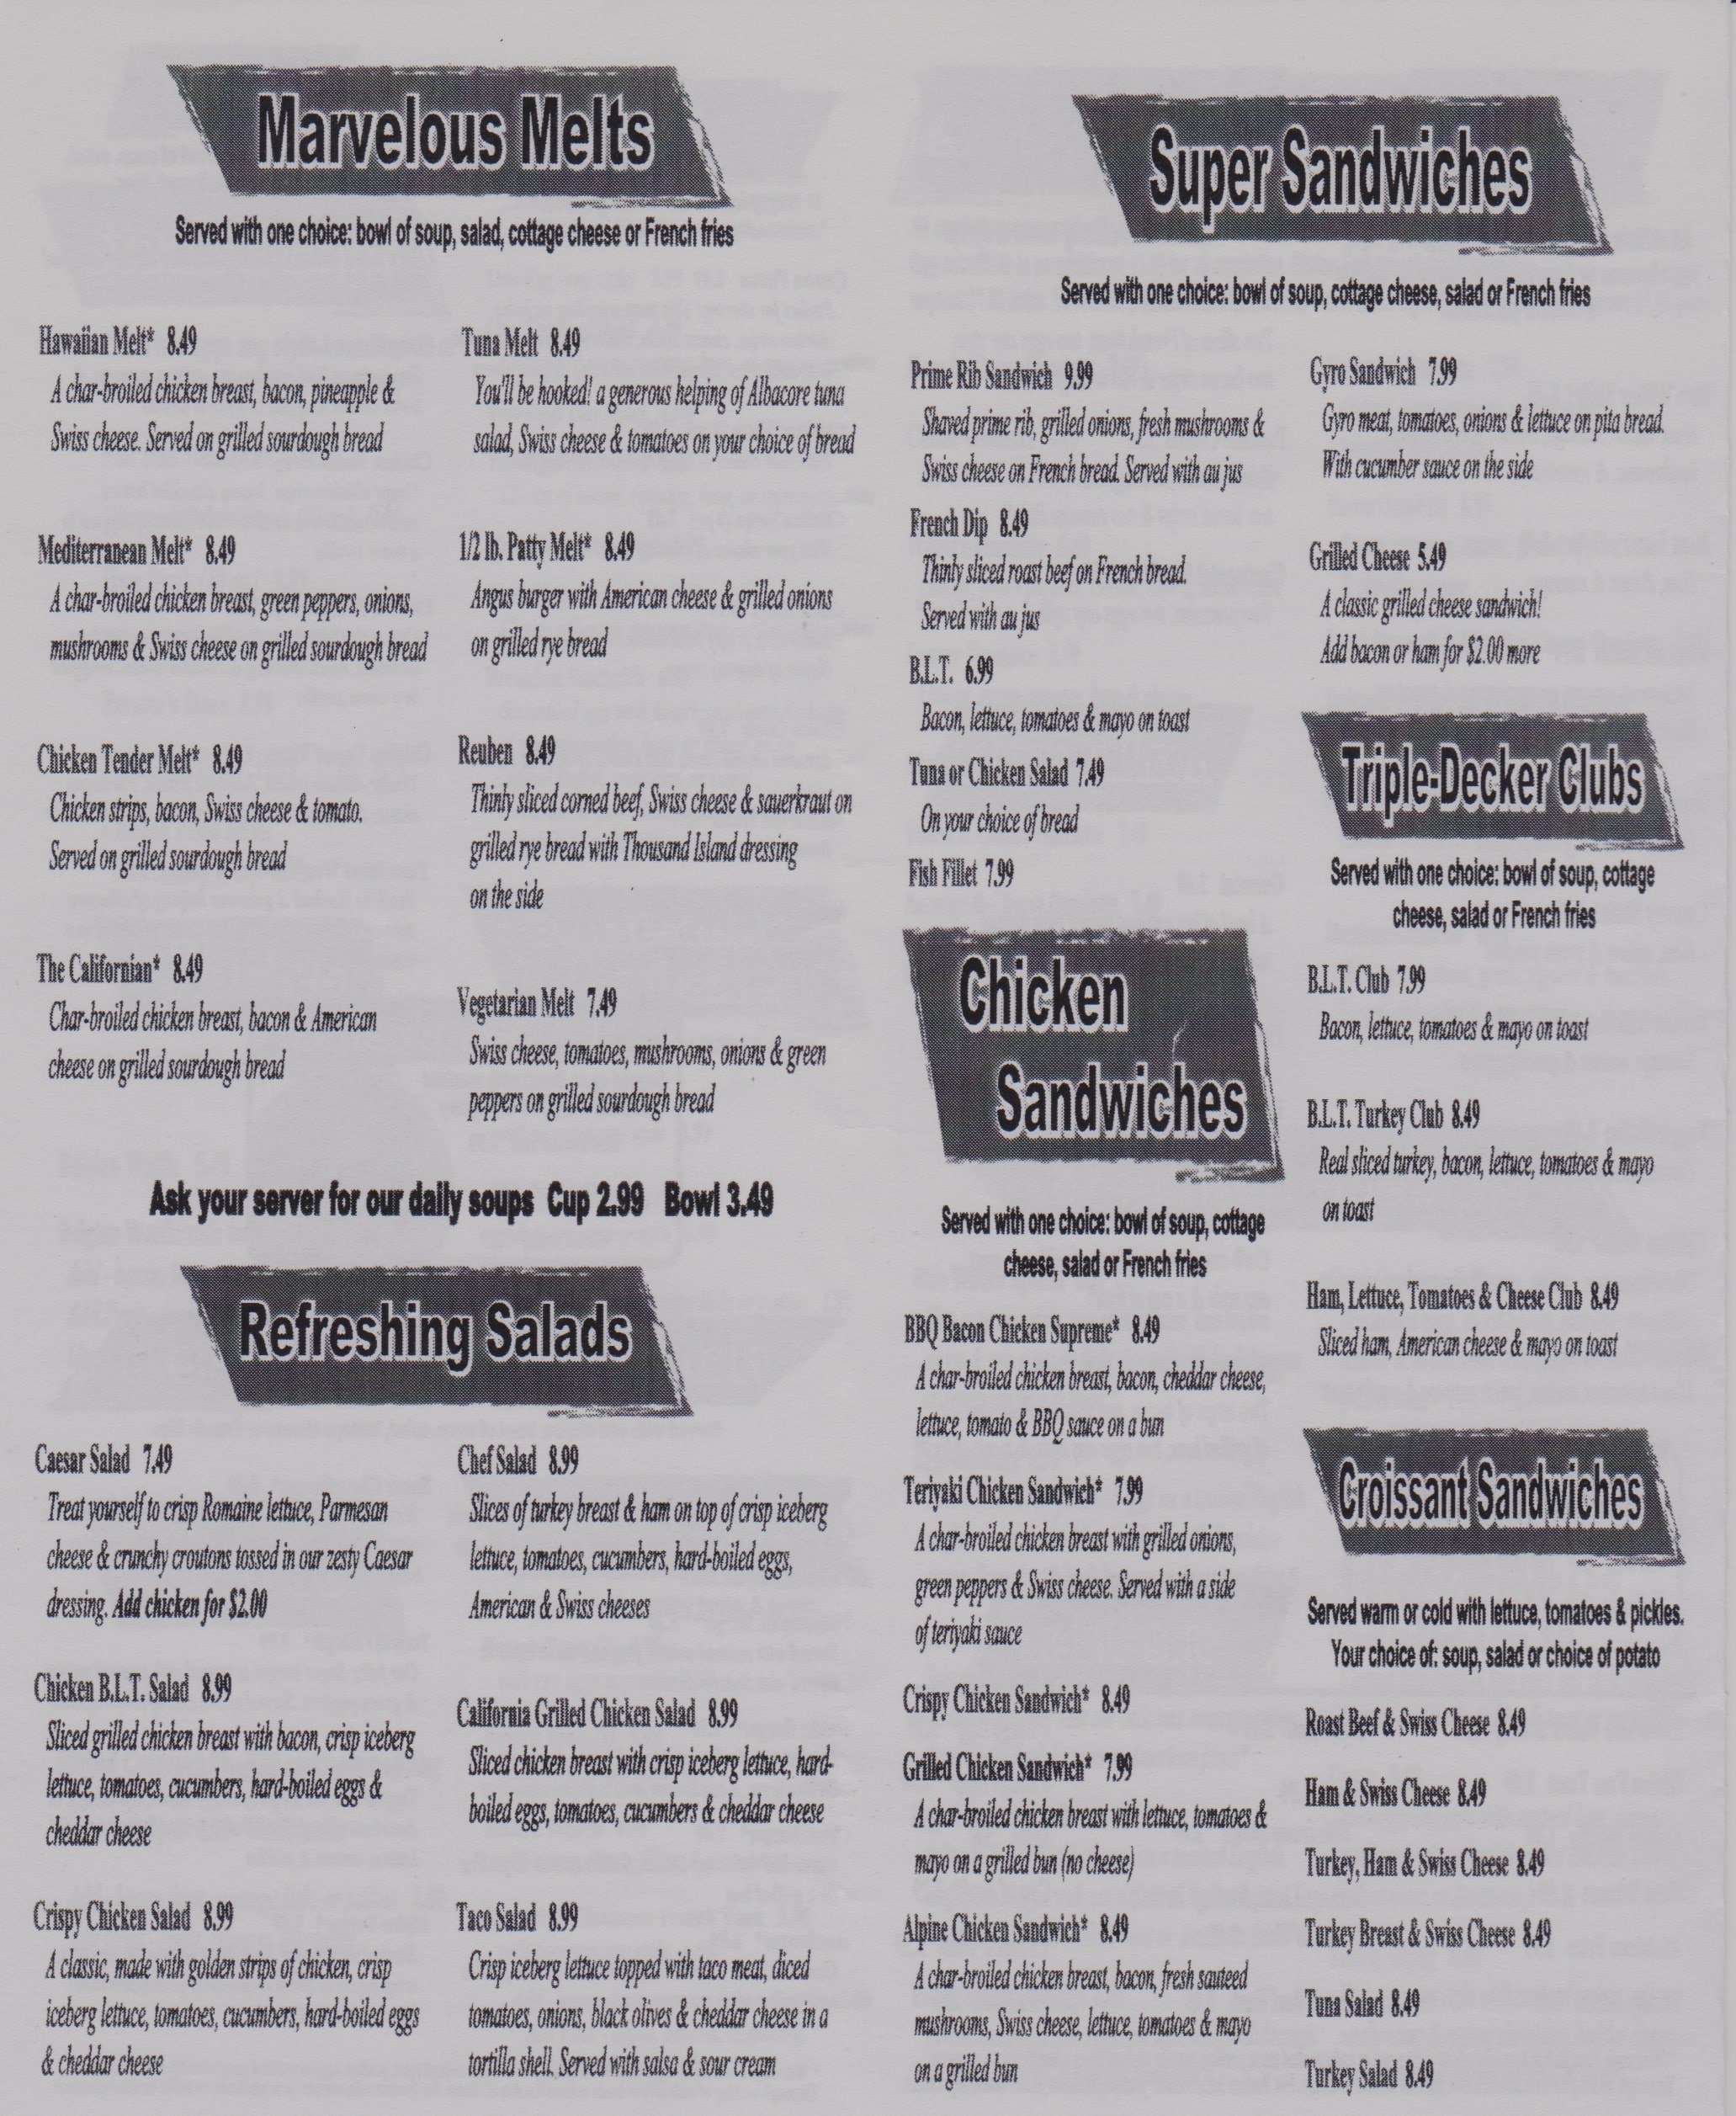 Marvelous Melts
Served with one choice: bowl of soup, salad, cottage cheese or French fries
Hawaiian Melt* 8.49
A char-broiled chicken breast, bacon, pineapple &
Swiss cheese. Served on grilled sourdough bread
Mediterranean Melt* 8.49
A char-broiled chicken breast, green peppers, onions,
mushrooms & Swiss cheese on grilled sourdough bread
Chicken Tender Melt* 8.49
Chicken strips, bacon, Swiss cheese & tomato.
Served on grilled sourdough bread
The Californian* 8.49
Char-broiled chicken breast, bacon & American
cheese on grilled sourdough bread
Tuna Melt 8.49
You'll be hooked! a generous helping of Albacore tuna
salad, Swiss cheese & tomatoes on your choice of bread
1/2 lb. Patty Melt* 8.49
Angus burger with American cheese & grilled onions
on grilled rye bread
Reuben 8.49
Thinly sliced corned beef, Swiss cheese & sauerkraut on
grilled rye bread with Thousand Island dressing
on the side
Vegetarian Melt 7.49
Swiss cheese, tomatoes, mushrooms, onions & green
peppers on grilled sourdough bread
Ask your server for our daily soups Cup 2.99 Bowl 3.49
Refreshing Salads
Caesar Salad 7.49
Treat yourself to crisp Romaine lettuce, Parmesan
cheese & crunchy croutons tossed in our zesty Caesar
dressing. Add chicken for $2.00
Chicken B.L.T. Salad 8.99
Sliced grilled chicken breast with bacon, crisp iceberg
lettuce, tomatoes, cucumbers, hard-boiled eggs &
cheddar cheese
Crispy Chicken Salad 8.99
A classic, made with golden strips of chicken, crisp
iceberg lettuce, tomatoes, cucumbers, hard-boiled eggs
& cheddar cheese
Chef Salad 8.99
Slices of turkey breast & ham on top of crisp iceberg
lettuce, tomatoes, cucumbers, hard-boiled eggs,
American & Swiss cheeses
California Grilled Chicken Salad 8.99
Sliced chicken breast with crisp iceberg lettuce, hard-
boiled eggs, tomatoes, cucumbers & cheddar cheese
Taco Salad 8.99
Crisp iceberg lettuce topped with taco meat, diced
tomatoes, onions, black olives & cheddar cheese in a
tortilla shell. Served with salsa & sour cream
Super Sandwiches
Served with one choice: bowl of soup, cottage cheese, salad or French fries
Prime Rib Sandwich 9.99
Shaved prime rib, grilled onions, fresh mushrooms &
Swiss cheese on French bread. Served with au jus
French Dip 8.49
Thinly sliced roast beef on French bread.
Served with au jus
B.L.T. 6.99
Bacon, lettuce, tomatoes & mayo on toast
Tuna or Chicken Salad 7.49
On your choice of bread
Fish Fillet 7.99
Gyro Sandwich 7.99
Gyro meat, tomatoes, onions & lettuce on pita bread.
With cucumber sauce on the side
Grilled Cheese 5.49
A classic grilled cheese sandwich!
Add bacon or ham for $2.00 more
Chicken
Sandwiches
Served with one choice: bowl of soup, cottage
cheese, salad or French fries
BBQ Bacon Chicken Supreme* 8.49
A char-broiled chicken breast, bacon, cheddar cheese,
lettuce, tomato & BBQ sauce on a bun
Teriyaki Chicken Sandwich* 7.99
A char-broiled chicken breast with grilled onions,
green peppers & Swiss cheese. Served with a side
of teriyaki sauce
Crispy Chicken Sandwich* 8.49
Grilled Chicken Sandwich* 7.99
A char-broiled chicken breast with lettuce, tomatoes &
mayo on a grilled bun (no cheese)
Alpine Chicken Sandwich* 8.49
A char-broiled chicken breast, bacon, fresh sauteed
mushrooms, Swiss cheese, lettuce, tomatoes & mayo
on a grilled bun
Triple-Decker Clubs
Served with one choice: bowl of soup, cottage
cheese, salad or French fries
B.L.T. Club 7.99
Bacon, lettuce, tomatoes & mayo on toast
B.L.T. Turkey Club 8.49
Real sliced turkey, bacon, lettuce, tomatoes & mayo
on toast
Ham, Lettuce, Tomatoes & Cheese Club 8.49
Sliced ham, American cheese & mayo on toast
Croissant Sandwiches
Served warm or cold with lettuce, tomatoes & pickles.
Your choice of: soup, salad or choice of potato
Roast Beef & Swiss Cheese 8.49
Ham & Swiss Cheese 8.49
Turkey, Ham & Swiss Cheese 8.49
Turkey Breast & Swiss Cheese 8.49
Tuna Salad 8.49
Turkey Salad 8.49